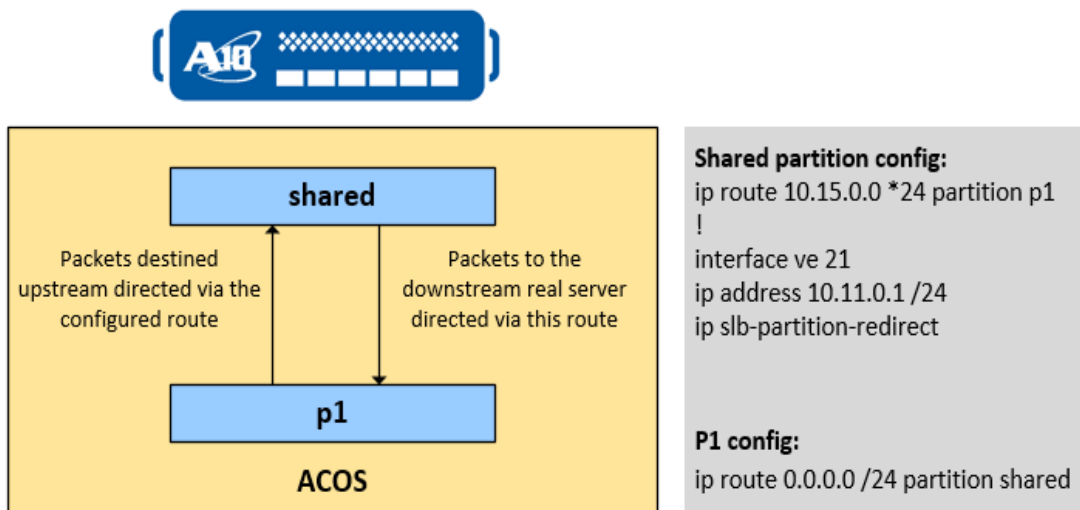 A10
shared
Packets destined
upstream directed via the
configured route
Packets to the
downstream real server
directed via this route
p1
ACOS
Shared partition config:
ip route 10.15.0.0 *24 partition p1
!
interface ve 21
ip address 10.11.0.1 /24
ip slb-partition-redirect
P1 config:
ip route 0.0.0.0 /24 partition shared